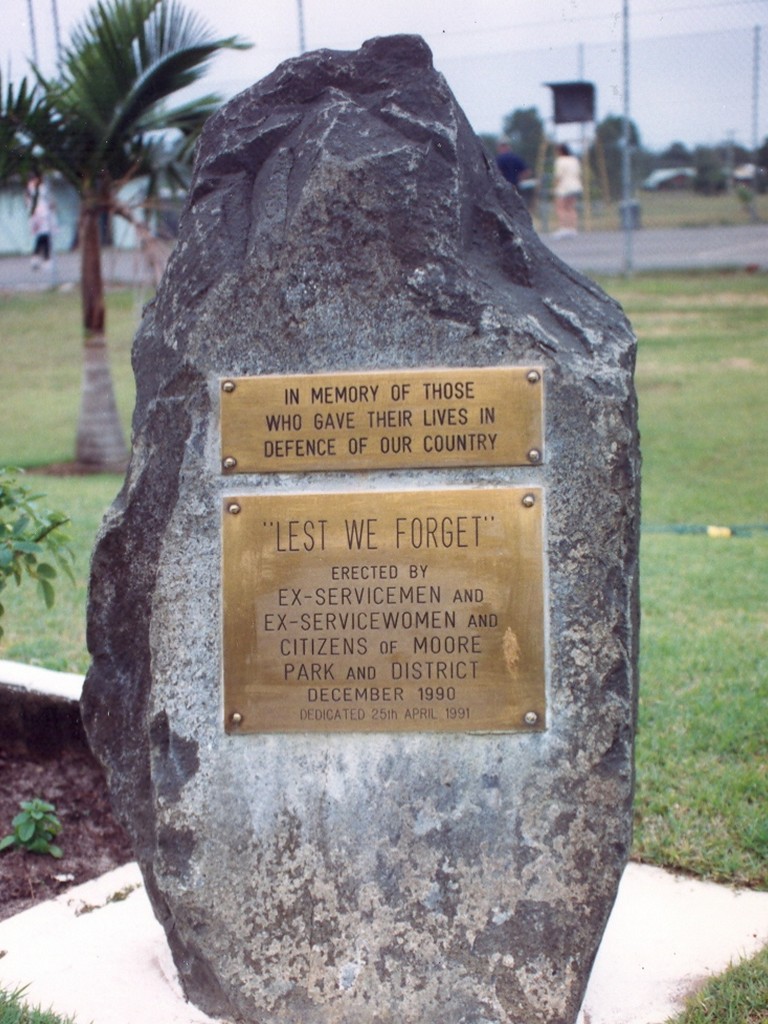 IN MEMORY OF THOSE
WHO GAVE THEIR LIVES IN
DEFENCE OF OUR COUNTRY
"LEST WE FORGET"
ERECTED BY
EX-SERVICEMEN AND
EX-SERVICEWOMEN AND
CITIZENS OF MOORE
PARK AND DISTRICT
DECEMBER 1990
DEDICATED 25th APRIL 1991